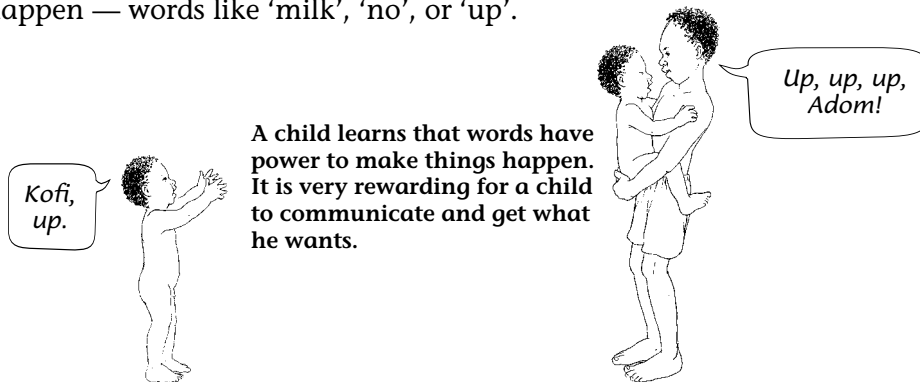 appen — words like ‘milk’, ‘no’, or ‘up’.
Up, up, up,
Adom!
A child learns that words have
power to make things happen.
It is very rewarding for a child
to communicate and get what
he wants.
Kofi,
up.